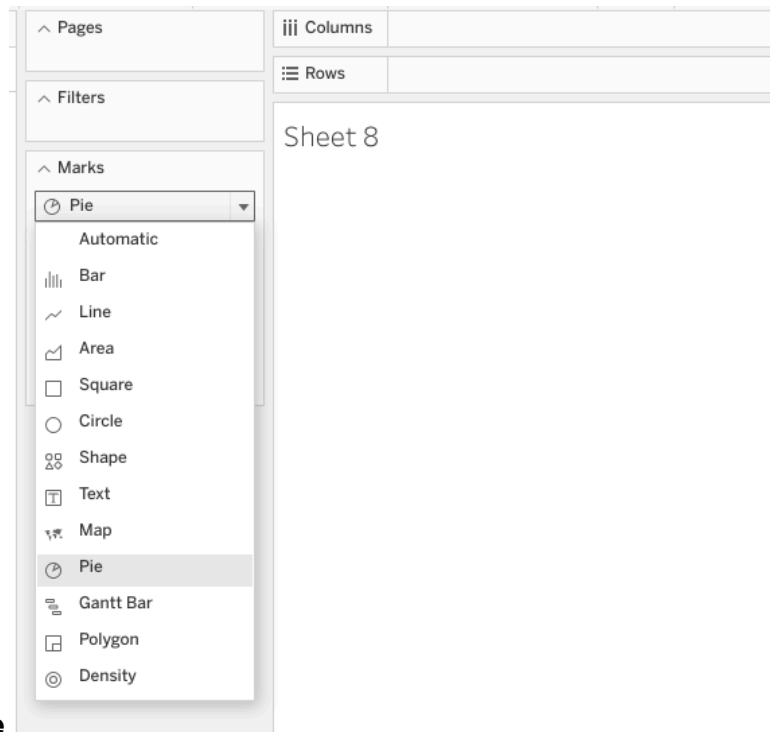 Pages
Columns
Rows
Filters
Sheet 8
Marks
Pie
Automatic
Bar
Line
Area
Square
Circle
Shape
Text
Map
Pie
Gantt Bar
Polygon
Density
e